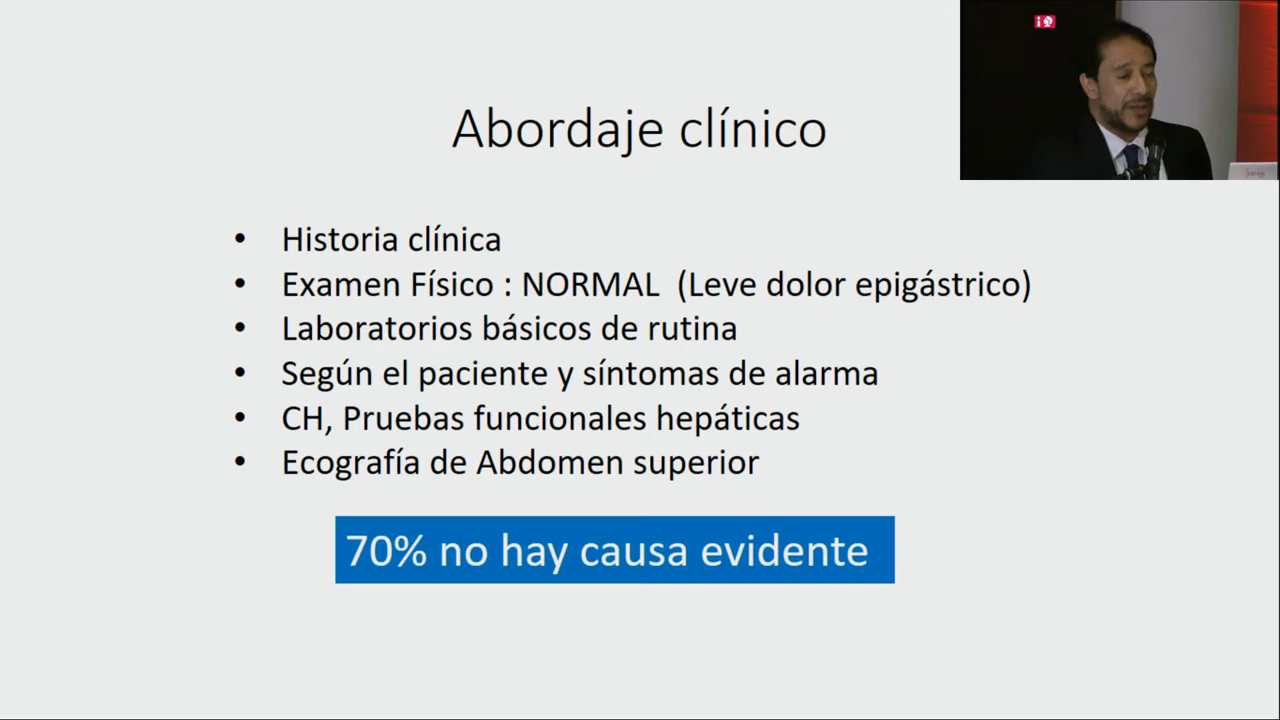 Abordaje clínico
• Historia clínica
• Examen Físico : NORMAL (Leve dolor epigástrico)
• Laboratorios básicos de rutina
• Según el paciente y síntomas de alarma
• CH, Pruebas funcionales hepáticas
• Ecografía de Abdomen superior
70% no hay causa evidente